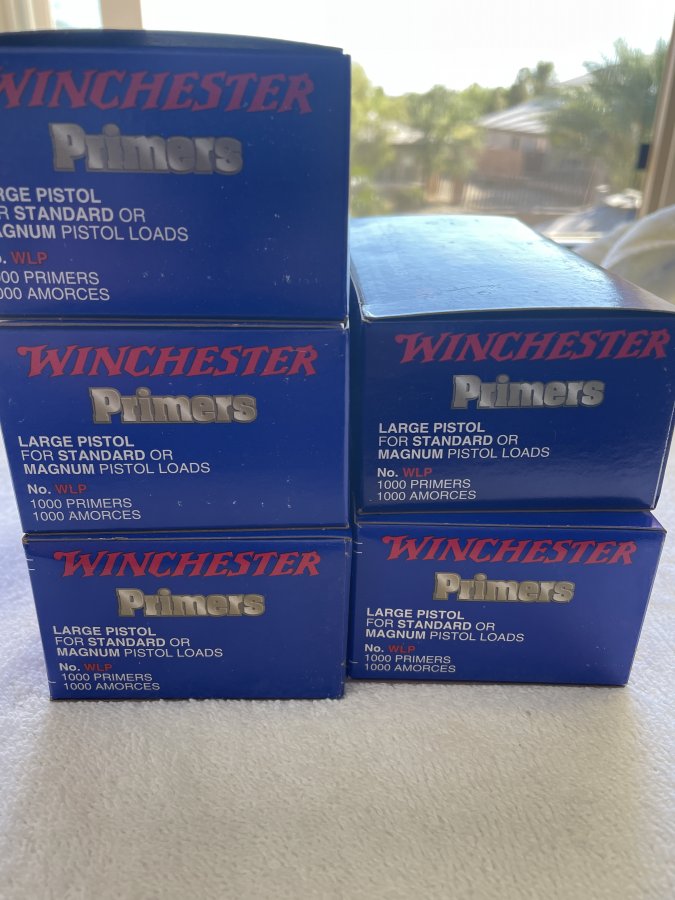 WINCHESTER
Primers
RGE PISTOL
R STANDARD OR
AGNUM PISTOL LOADS
. WLP
000 PRIMERS
000 AMORCES
WINCHESTER
Primers
LARGE PISTOL
FOR STANDARD OR
MAGNUM PISTOL LOADS
No. WLP
1000 PRIMERS
1000 AMORCES
WINCHESTER
Primers
LARGE PISTOL
FOR STANDARD OR
MAGNUM PISTOL LOADS
No. WLP
1000 PRIMERS
1000 AMORCES
WINCHESTER
Primers
LARGE PISTOL
FOR STANDARD OR
MAGNUM PISTOL LOADS
No. WLP
1000 PRIMERS
1000 AMORCES
WINCHESTER
Primers
LARGE PISTOL
FOR STANDARD OR
MAGNUM PISTOL LOADS
No. WLP
1000 PRIMERS
1000 AMORCES